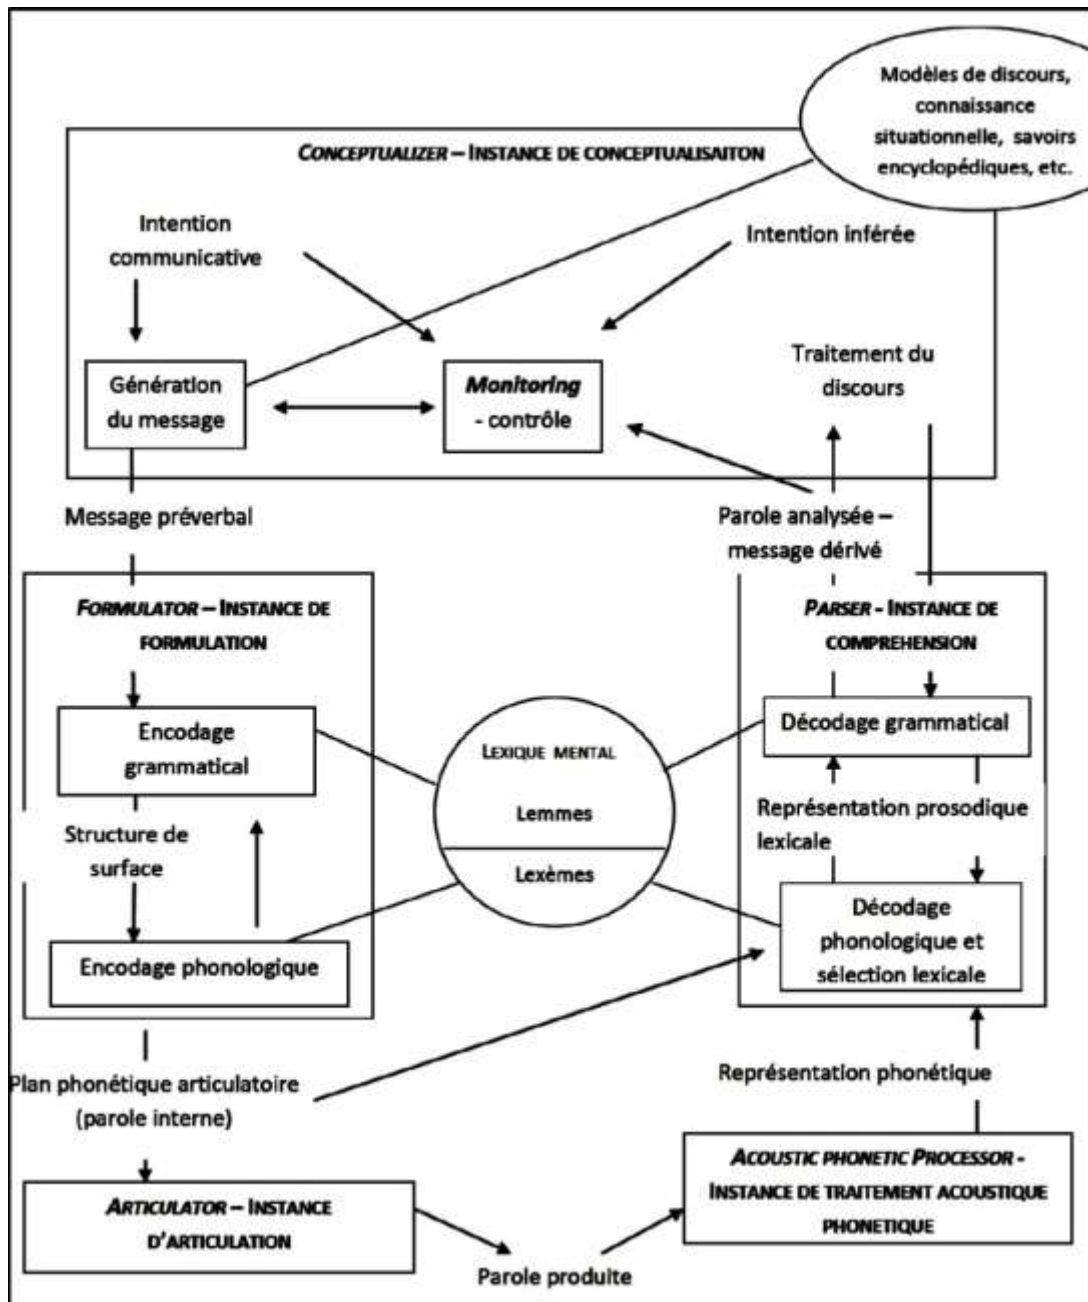 Modèles de discours,
connaissance
situationnelle, savoirs
encyclopédiques, etc.
CONCEPTUALIZER – INSTANCE DE CONCEPTUALISAITON
Intention
communicative
Intention inférée
Génération
du message
Monitoring
- contrôle
Traitement du
discours
Message préverbal
Parole analysée –
message dérivé
FORMULATOR – INSTANCE DE
FORMULATION
PARSER - INSTANCE DE
COMPREHENSION
Encodage
grammatical
LEXIQUE MENTAL
Lemmes
Lexèmes
Décodage grammatical
Structure de
surface
Représentation prosodique
lexicale
Encodage phonologique
Décodage
phonologique et
sélection lexicale
Plan phonétique articulatoire
(parole interne)
Représentation phonétique
ARTICULATOR – INSTANCE
D'ARTICULATION
ACOUSTIC PHONETIC PROCESSOR -
INSTANCE DE TRAITEMENT ACOUSTIQUE
PHONETIQUE
Parole produite